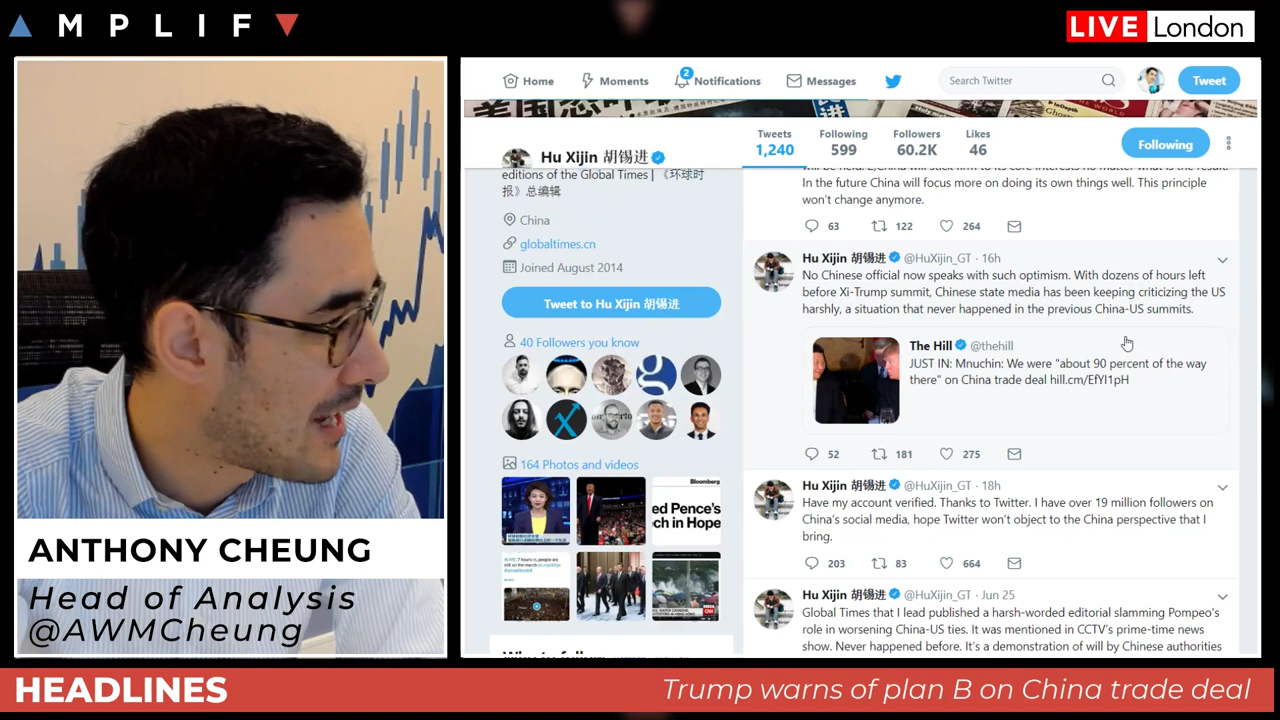 AMPLIFY
LIVE London
Home
Moments
2
Notifications
Messages
Search Twitter
Tweet
Tweets
1,240
Following
599
Followers
60.2K
Likes
46
Following
Hu Xijin 胡锡进
editions of the Global Times | 《环球时
报》总编辑
China
globaltimes.cn
Joined August 2014
Tweet to Hu Xijin 胡锡进
40 Followers you know
164 Photos and videos
Bloomberg
ed Pence's
ch in Hope
In the future China will focus more on doing its own things well. This principle
won't change anymore.
63
122
264
Hu Xijin 胡锡进 @HuXijin_GT · 16h
No Chinese official now speaks with such optimism. With dozens of hours left
before Xi-Trump summit, Chinese state media has been keeping criticizing the US
harshly, a situation that never happened in the previous China-US summits.
The Hill @thehill
JUST IN: Mnuchin: We were "about 90 percent of the way
there" on China trade deal hill.cm/EfYl1pH
52
181
275
Hu Xijin 胡锡进 @HuXijin_GT · 18h
Have my account verified. Thanks to Twitter. I have over 19 million followers on
China's social media, hope Twitter won't object to the China perspective that I
bring.
203
83
664
Hu Xijin 胡锡进 @HuXijin_GT · Jun 25
Global Times that I lead published a harsh-worded editorial slamming Pompeo's
role in worsening China-US ties. It was mentioned in CCTV's prime-time news
show. Never happened before. It's a demonstration of will by Chinese authorities
ANTHONY CHEUNG
Head of Analysis
@AWMCheung
HEADLINES
Trump warns of plan B on China trade deal